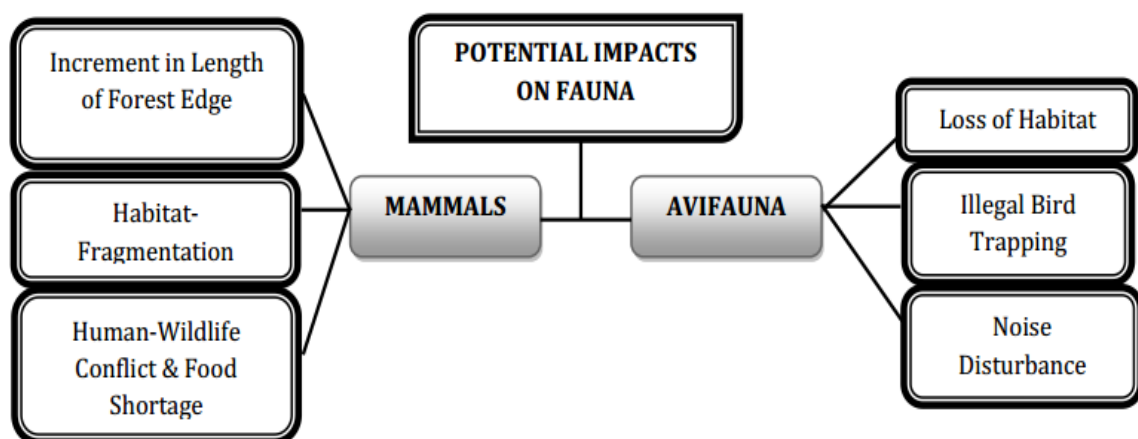 POTENTIAL IMPACTS
ON FAUNA
Increment in Length
of Forest Edge
Habitat-
Fragmentation
Human-Wildlife
Conflict & Food
Shortage
MAMMALS
AVIFAUNA
Loss of Habitat
Illegal Bird
Trapping
Noise
Disturbance